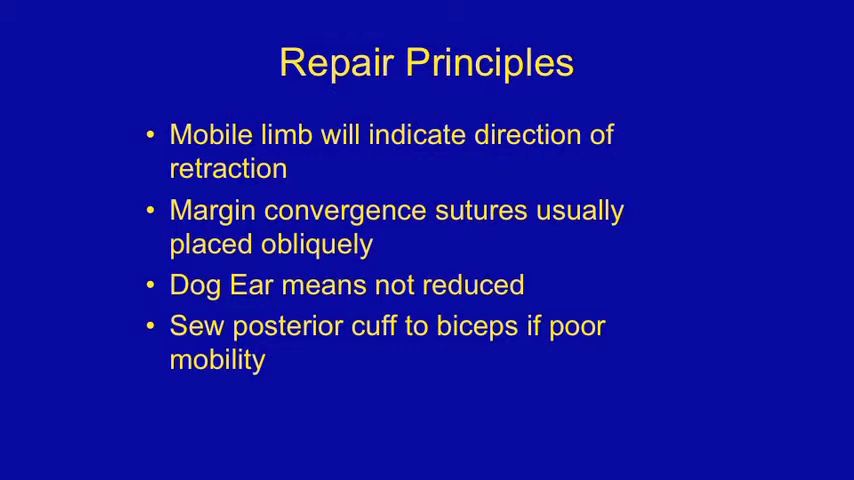 Repair Principles
• Mobile limb will indicate direction of
retraction
• Margin convergence sutures usually
placed obliquely
• Dog Ear means not reduced
• Sew posterior cuff to biceps if poor
mobility